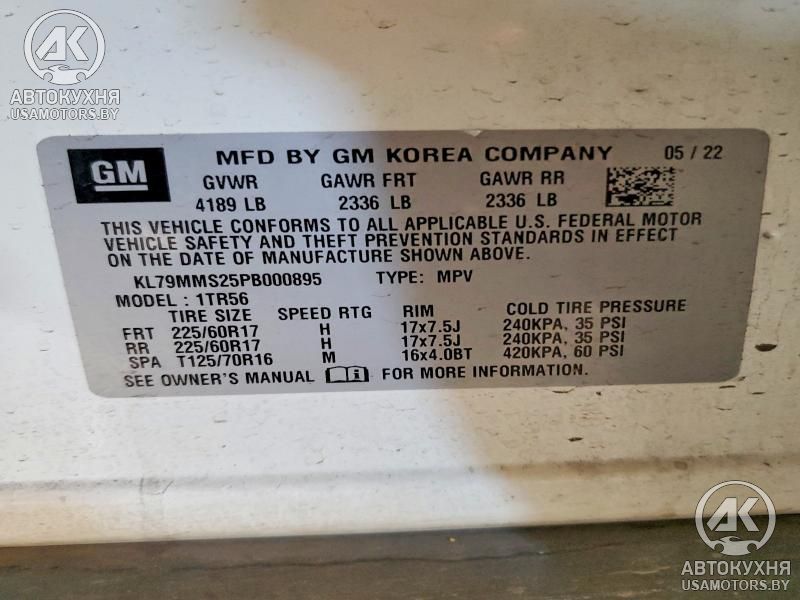 АК
АВТОКУХНЯ
USAMOTORS.BY
GM MFD BY GM KOREA COMPANY 05 / 22
GVWR GAWR FRT GAWR RR
4189 LB 2336 LB 2336 LB
THIS VEHICLE CONFORMS TO ALL APPLICABLE U.S. FEDERAL MOTOR
VEHICLE SAFETY AND THEFT PREVENTION STANDARDS IN EFFECT
ON THE DATE OF MANUFACTURE SHOWN ABOVE.
KL79MMS25PB000895 TYPE: MPV
MODEL : 1TR56
TIRE SIZE SPEED RTG RIM COLD TIRE PRESSURE
FRT 225/60R17 H 17x7.5J 240KPA, 35 PSI
RR 225/60R17 H 17x7.5J 240KPA, 35 PSI
SPA T125/70R16 M 16x4.0BT 420KPA, 60 PSI
SEE OWNER'S MANUAL FOR MORE INFORMATION.
АК
АВТОКУХНЯ
USAMOTORS.BY